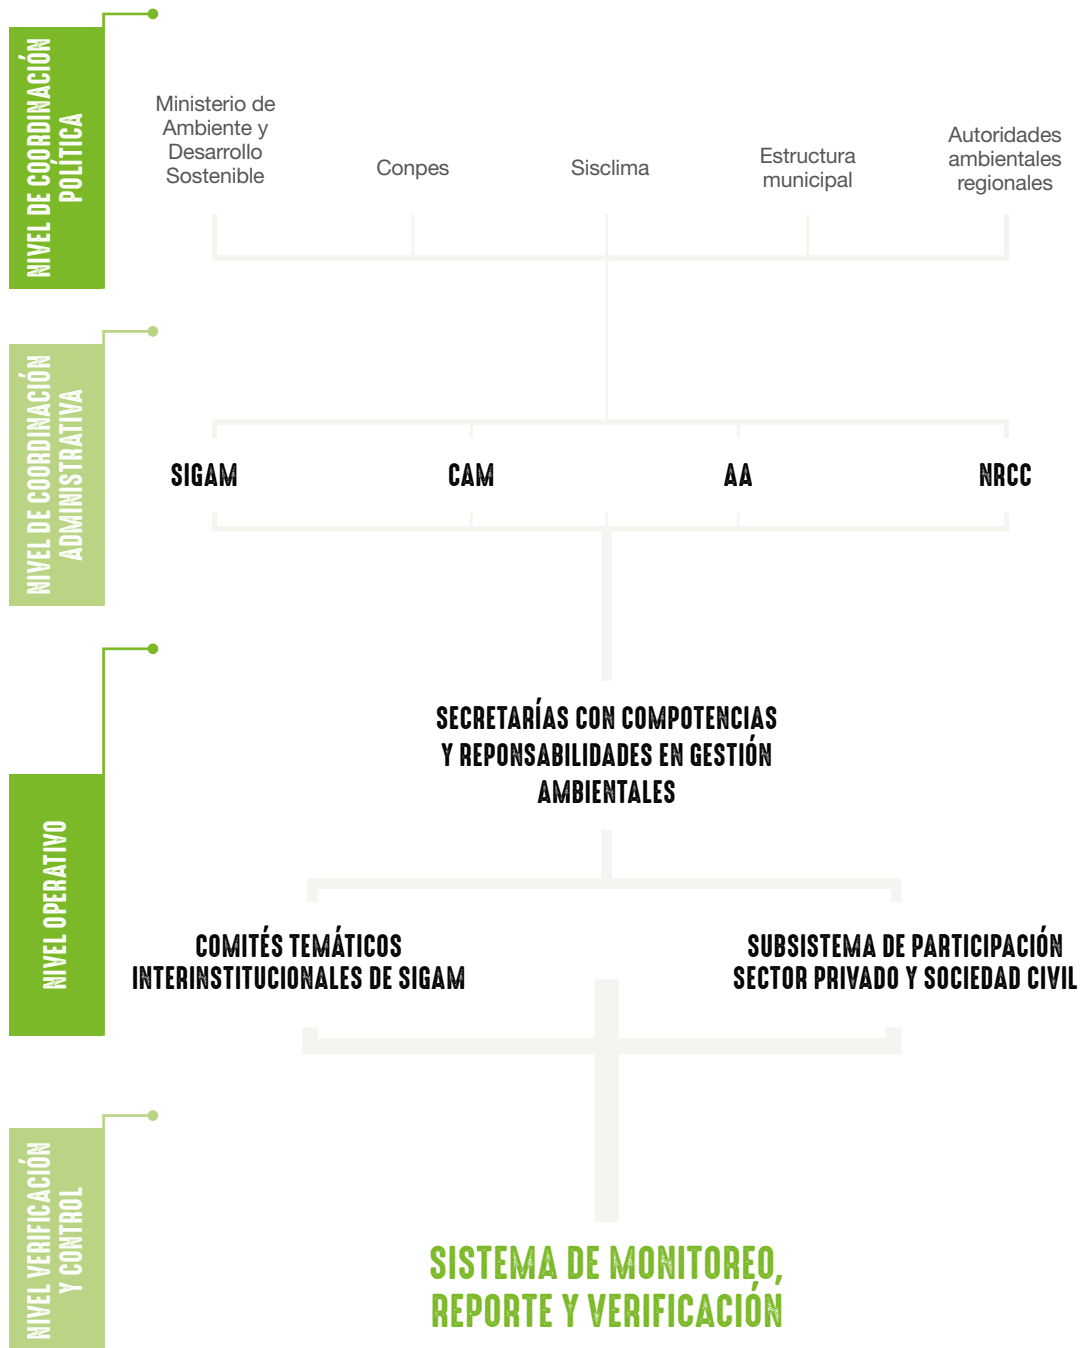 NIVEL DE COORDINACIÓN
POLÍTICA
Ministerio de
Ambiente y
Desarrollo
Sostenible
Conpes
Sisclima
Estructura
municipal
Autoridades
ambientales
regionales
NIVEL DE COORDINACIÓN
ADMINISTRATIVA
SIGAM
CAM
AA
NRCC
NIVEL OPERATIVO
SECRETARÍAS CON COMPOTENCIAS
Y REPONSABILIDADES EN GESTIÓN
AMBIENTALES
COMITÉS TEMÁTICOS
INTERINSTITUCIONALES DE SIGAM
SUBSISTEMA DE PARTICIPACIÓN
SECTOR PRIVADO Y SOCIEDAD CIVIL
NIVEL VERIFICACIÓN
Y CONTROL
SISTEMA DE MONITOREO,
REPORTE Y VERIFICACIÓN